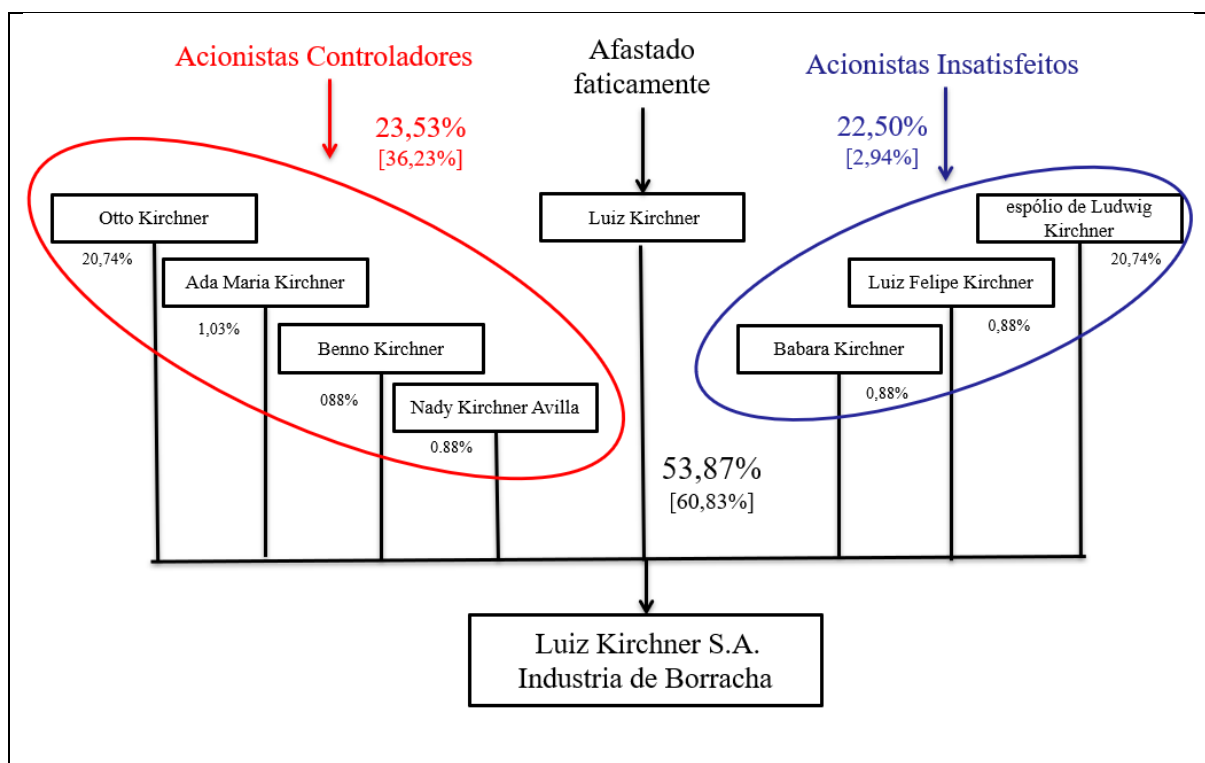 Acionistas Controladores
Afastado
faticamente
Acionistas Insatisfeitos
23,53%
[36,23%]
22,50%
[2,94%]
Otto Kirchner
20,74%
Luiz Kirchner
espólio de Ludwig
Kirchner
20,74%
Ada Maria Kirchner
1,03%
Luiz Felipe Kirchner
0,88%
Benno Kirchner
088%
Babara Kirchner
0,88%
Nady Kirchner Avilla
0.88%
53,87%
[60,83%]
Luiz Kirchner S.A.
Industria de Borracha